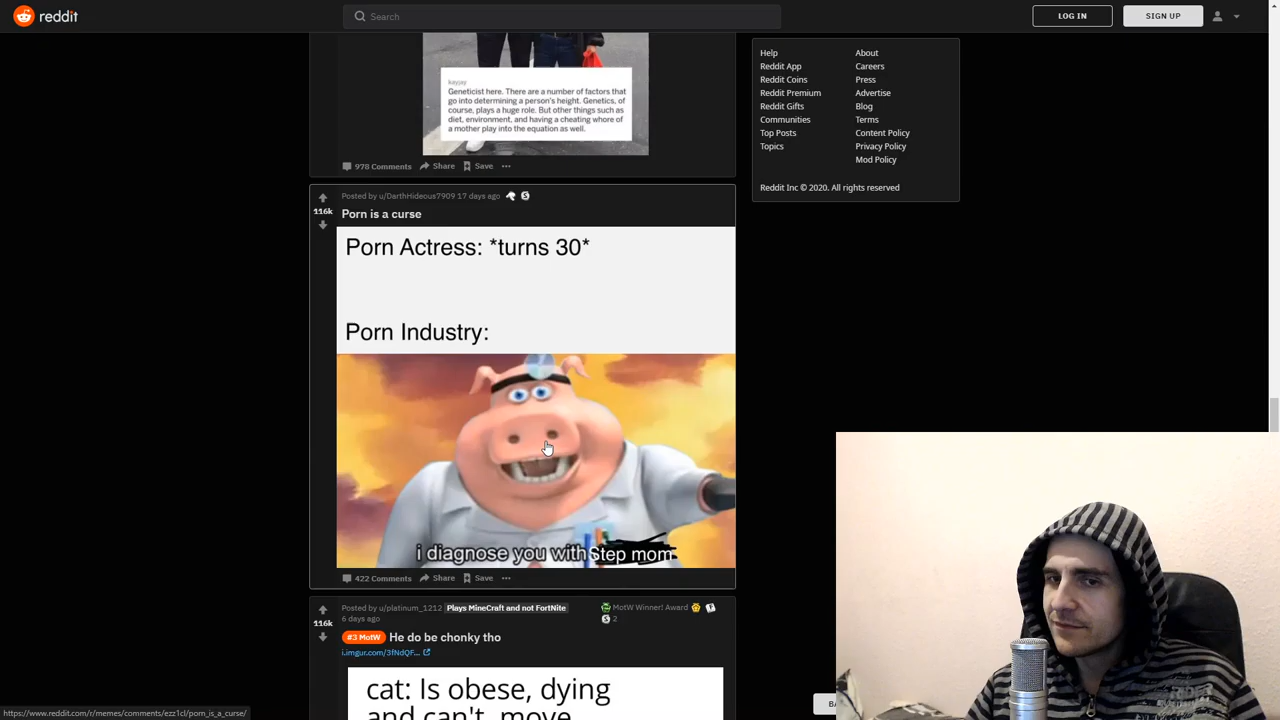 reddit
Search
LOG IN
SIGN UP
kayjay
Geneticist here. There are a number of factors that
go into determining a person's height. Genetics, of
course, plays a huge role. But other things such as
diet, environment, and having a cheating whore of
a mother play into the equation as well.
978 Comments
Share
Save
Posted by u/DarthHideous7909 17 days ago
116k
Porn is a curse
Porn Actress: *turns 30*
Porn Industry:
i diagnose you with Step mom
422 Comments
Share
Save
Posted by u/platinum_1212 Plays MineCraft and not FortNite
MotW Winner! Award
6 days ago
2
116k
#3 MotW He do be chonky tho
i.imgur.com/3fNdQF...
cat: Is obese, dying
and can't move
Help
About
Reddit App
Careers
Reddit Coins
Press
Reddit Premium
Advertise
Reddit Gifts
Blog
Communities
Terms
Top Posts
Content Policy
Topics
Privacy Policy
Mod Policy
Reddit Inc © 2020. All rights reserved
https://www.reddit.com/r/memes/comments/ezz1cl/porn_is_a_curse/